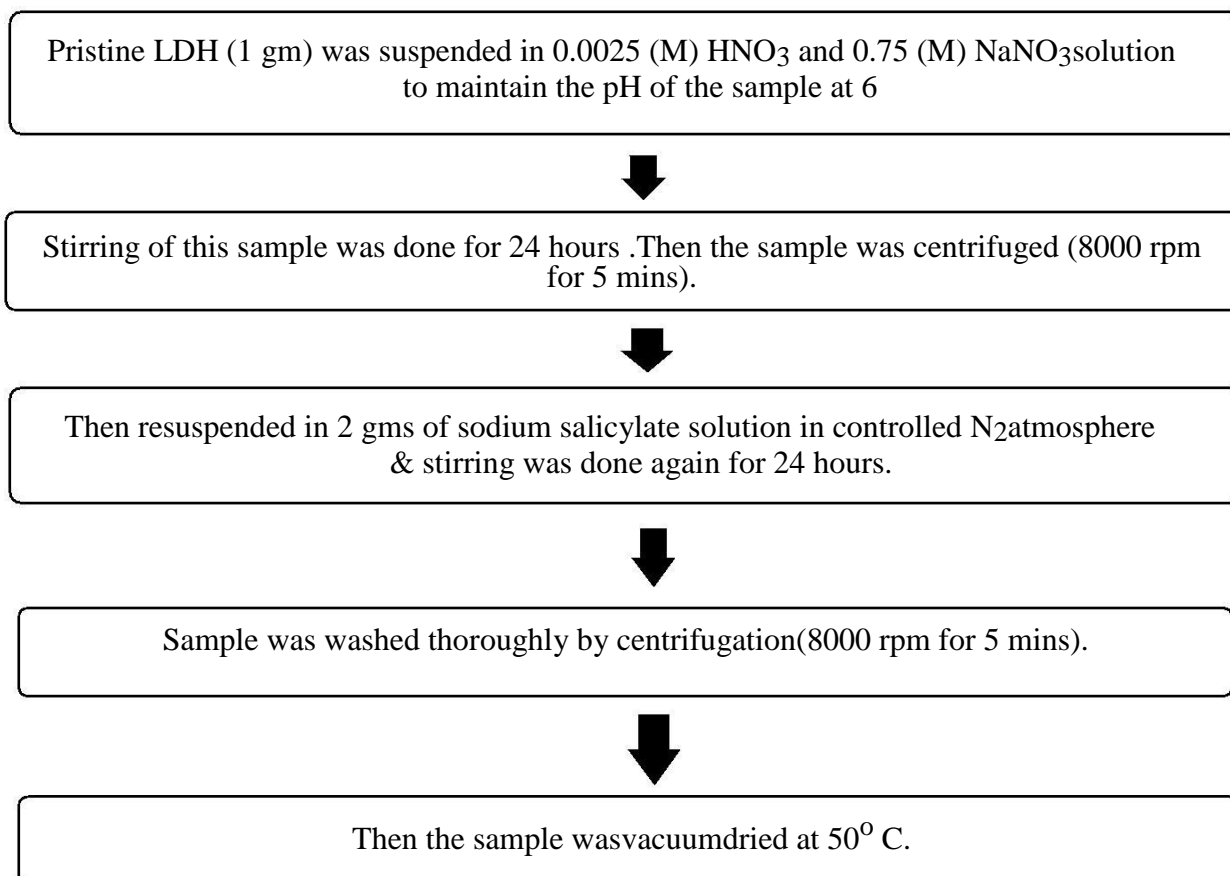 Pristine LDH (1 gm) was suspended in 0.0025 (M) HNO3 and 0.75 (M) NaNO3solution
to maintain the pH of the sample at 6
Stirring of this sample was done for 24 hours .Then the sample was centrifuged (8000 rpm
for 5 mins).
Then resuspended in 2 gms of sodium salicylate solution in controlled N2atmosphere
& stirring was done again for 24 hours.
Sample was washed thoroughly by centrifugation(8000 rpm for 5 mins).
Then the sample wasvacuumdried at 50o C.